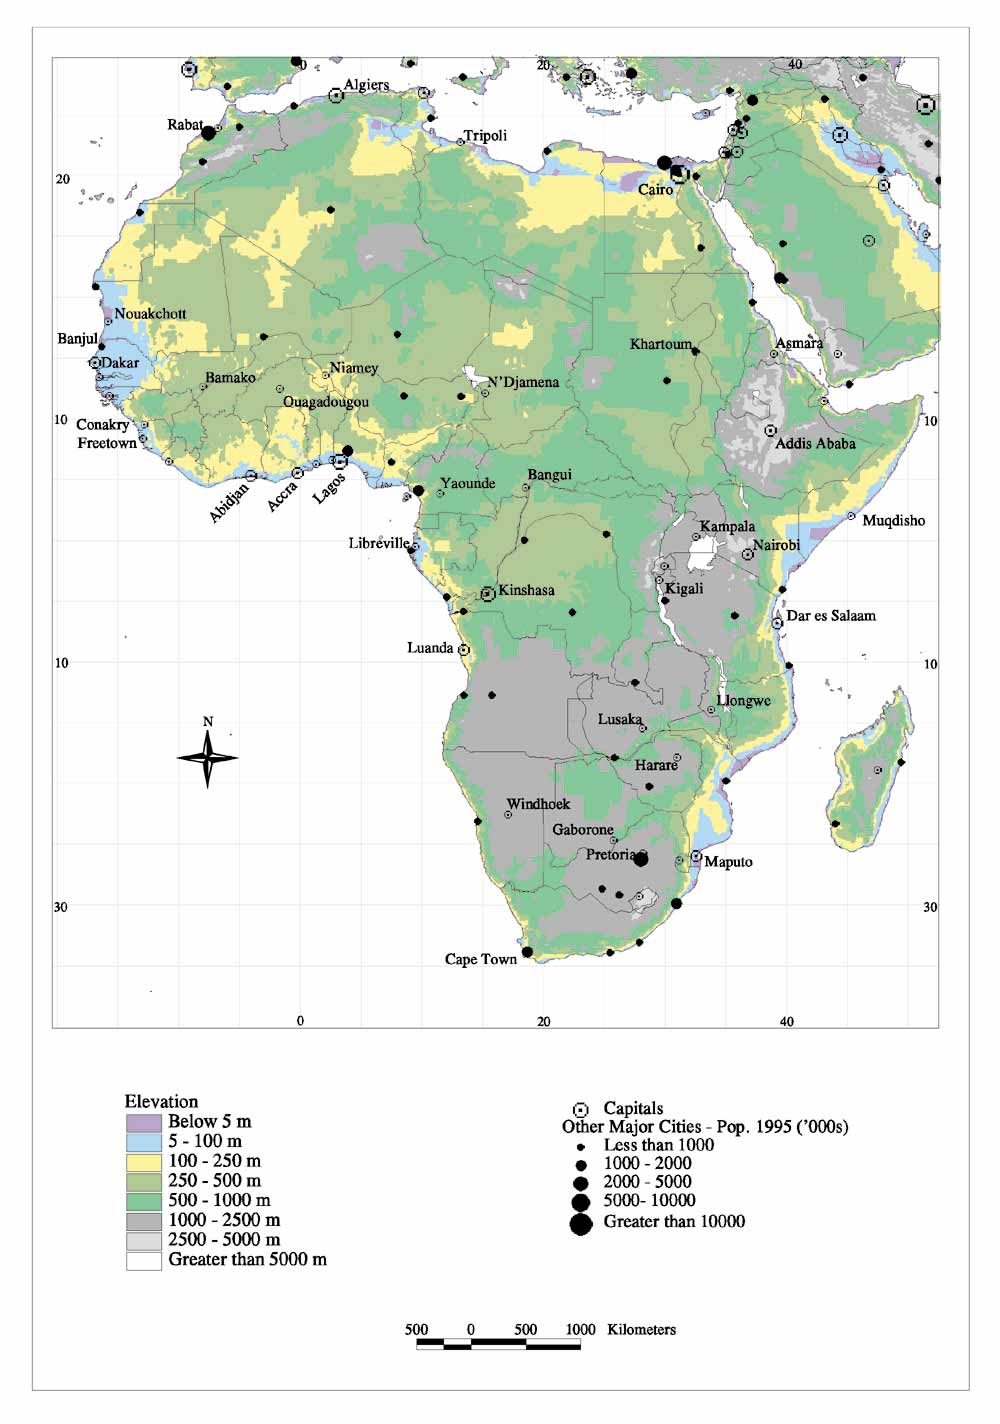 0
20
40
Algiers
Rabat
Tripoli
20
Cairo
Nouakchott
Banjul
Dakar
Khartoum
Asmara
Niamey
Bamako
N'Djamena
Ouagadougou
10
10
Conakry
Freetown
Addis Ababa
Abidjan
Accra
Lagos
Yaounde
Bangui
Muqdisho
Kampala
Libreville
Nairobi
Kinshasa
Kigali
Dar es Salaam
Luanda
10
10
Llongwe
Lusaka
N
Harare
Windhoek
Gaborone
Pretoria
Maputo
30
30
Cape Town
0
20
40
Elevation
Below 5 m
5 - 100 m
100 - 250 m
250 - 500 m
500 - 1000 m
1000 - 2500 m
2500 - 5000 m
Greater than 5000 m
Capitals
Other Major Cities - Pop. 1995 ('000s)
Less than 1000
1000 - 2000
2000 - 5000
5000- 10000
Greater than 10000
500 0 500 1000 Kilometers